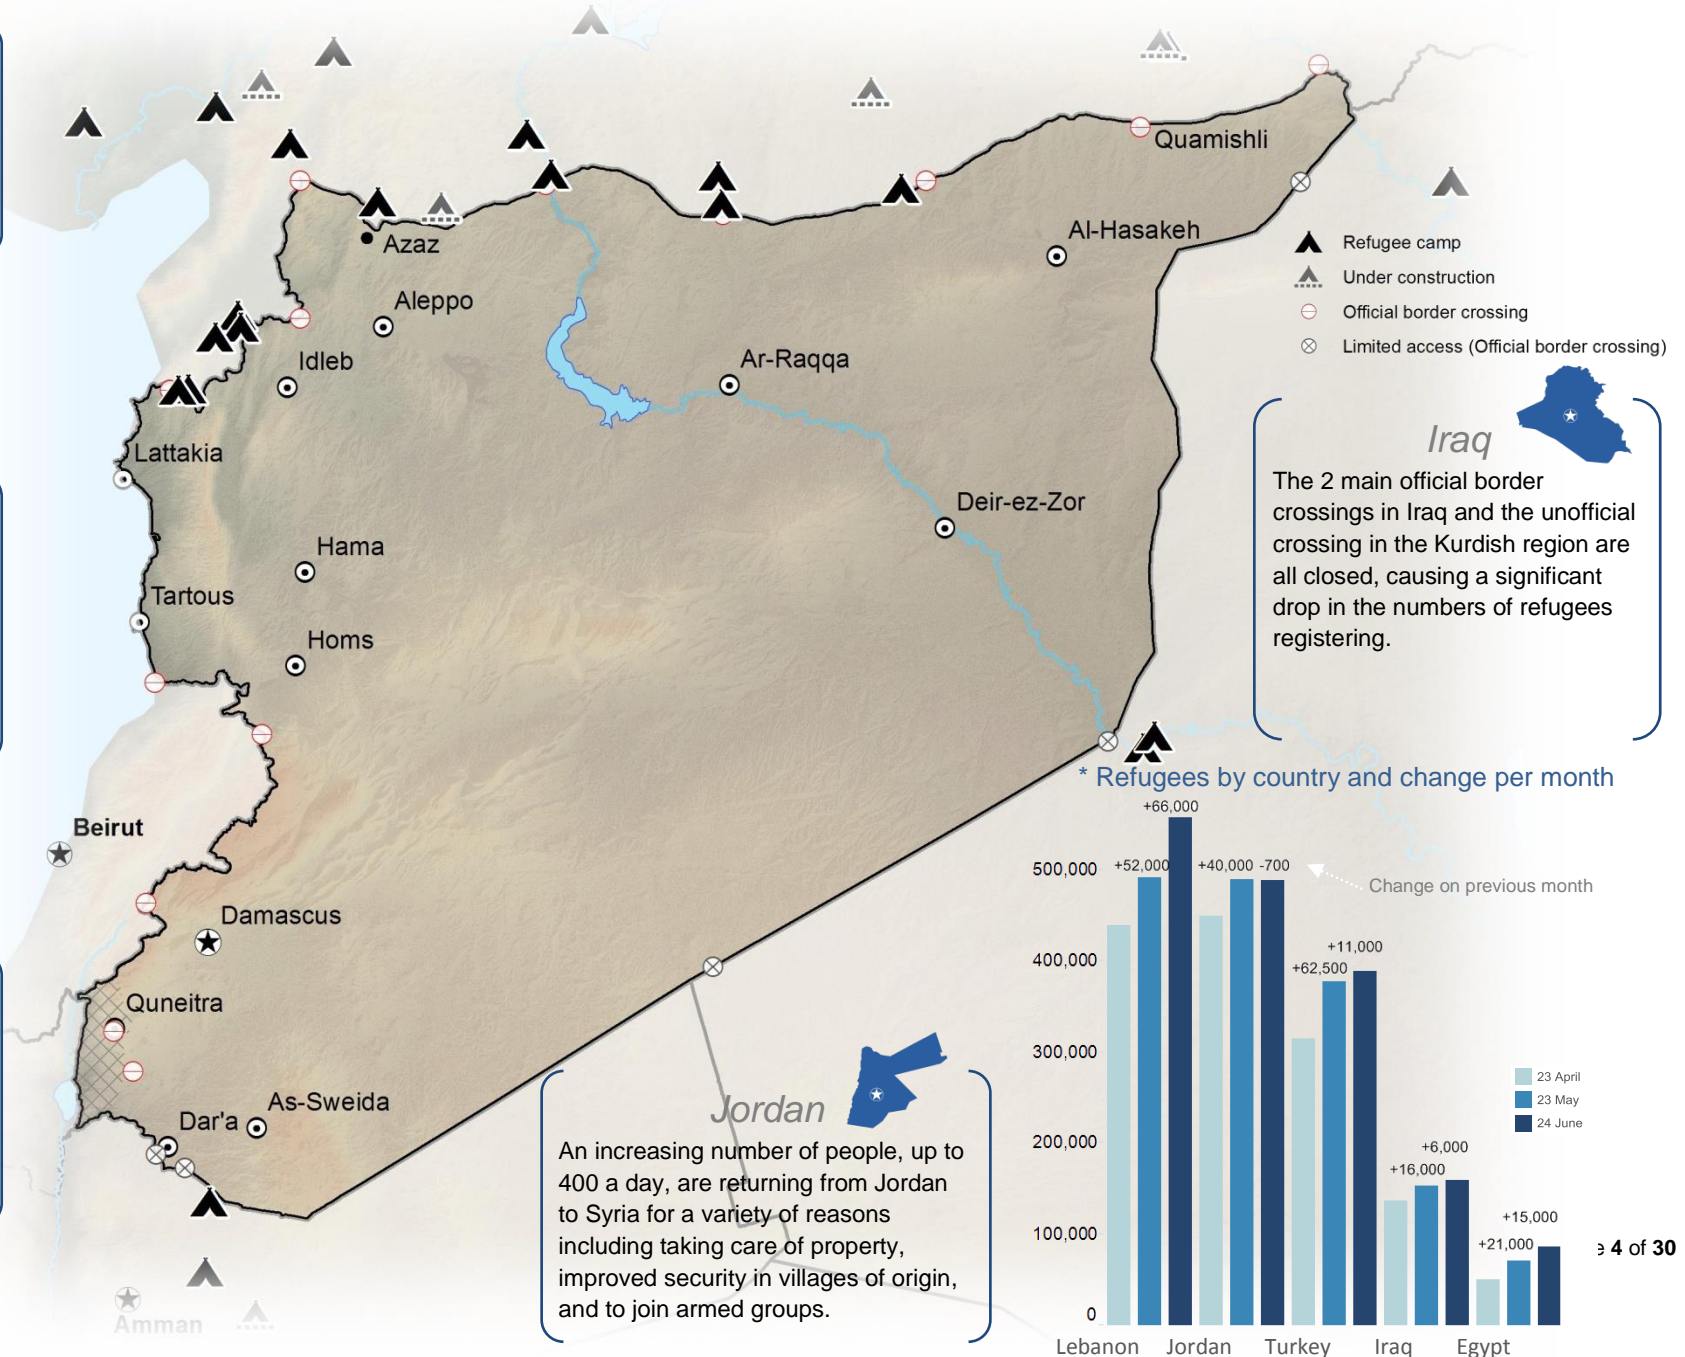 Quamishli
Azaz
Al-Hasakeh
Aleppo
Idleb
Ar-Raqqa
Lattakia
Deir-ez-Zor
Hama
Tartous
Homs
Beirut
Damascus
Quneitra
As-Sweida
Dar'a
Amman
Refugee camp
Under construction
Official border crossing
Limited access (Official border crossing)
Iraq
The 2 main official border
crossings in Iraq and the unofficial
crossing in the Kurdish region are
all closed, causing a significant
drop in the numbers of refugees
registering.
Jordan
An increasing number of people, up to
400 a day, are returning from Jordan
to Syria for a variety of reasons
including taking care of property,
improved security in villages of origin,
and to join armed groups.
* Refugees by country and change per month
+66,000
+52,000 +40,000 -700
Change on previous month
+11,000
+62,500
+6,000
+16,000
+15,000
+21,000
500,000
400,000
300,000
200,000
100,000
0
23 April
23 May
24 June
Lebanon Jordan Turkey Iraq Egypt
4 of 30